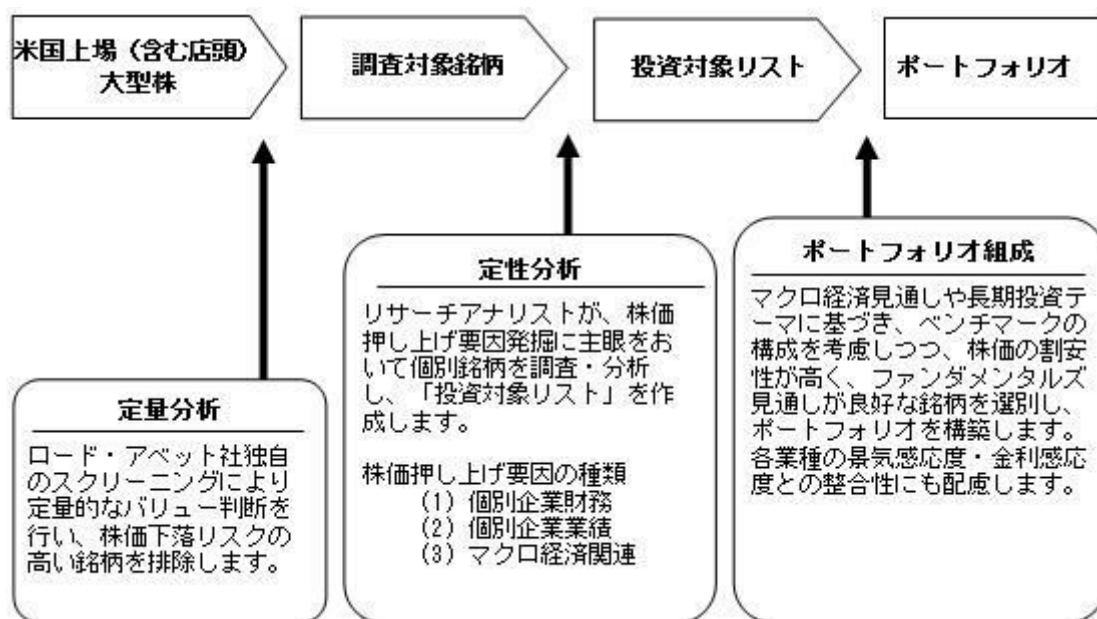 米国上場（含む店頭）
大型株
調査対象銘柄
投資対象リスト
ポートフォリオ
定量分析
ロード・アベット社独自
のスクリーニングにより
定量的なバリュー判断を
行い、株価下落リスクの
高い銘柄を排除します。
定性分析
リサーチアナリストが、株価
押し上げ要因発掘に主眼をお
いて個別銘柄を調査・分析
し、「投資対象リスト」を作
成します。
株価押し上げ要因の種類
（1）個別企業財務
（2）個別企業業績
（3）マクロ経済関連
ポートフォリオ組成
マクロ経済見通しや長期投資テ
ーマに基づき、ベンチマークの
構成を考慮しつつ、株価の割安
性が高く、ファンダメンタルズ
見通しが良好な銘柄を選別し、
ポートフォリオを構築します。
各業種の景気感応度・金利感応
度との整合性にも配慮します。